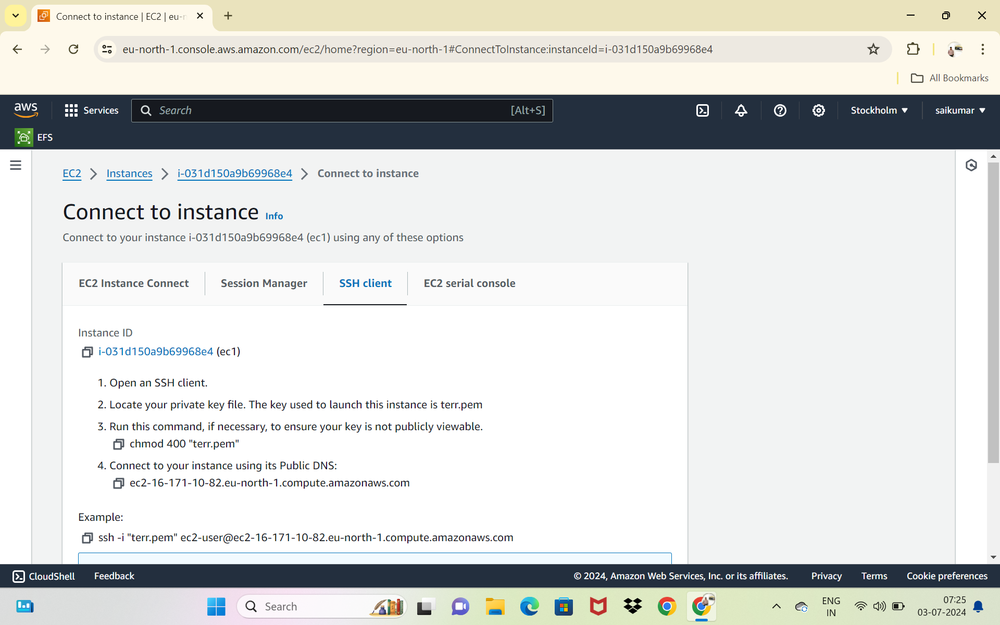 Connect to instance | EC2 | eu-n
eu-north-1.console.aws.amazon.com/ec2/home?region=eu-north-1#ConnectToInstance:instanceId=i-031d150a9b69968e4
All Bookmarks
aws
Services
Search
[Alt+S]
Stockholm
saikumar
EFS
EC2
Instances
i-031d150a9b69968e4
Connect to instance
Connect to instance Info
Connect to your instance i-031d150a9b69968e4 (ec1) using any of these options
EC2 Instance Connect
Session Manager
SSH client
EC2 serial console
Instance ID
i-031d150a9b69968e4 (ec1)
1. Open an SSH client.
2. Locate your private key file. The key used to launch this instance is terr.pem
3. Run this command, if necessary, to ensure your key is not publicly viewable.
chmod 400 "terr.pem"
4. Connect to your instance using its Public DNS:
ec2-16-171-10-82.eu-north-1.compute.amazonaws.com
Example:
ssh -i "terr.pem" ec2-user@ec2-16-171-10-82.eu-north-1.compute.amazonaws.com
CloudShell
Feedback
© 2024, Amazon Web Services, Inc. or its affiliates.
Privacy
Terms
Cookie preferences
Search
ENG
IN
07:25
03-07-2024